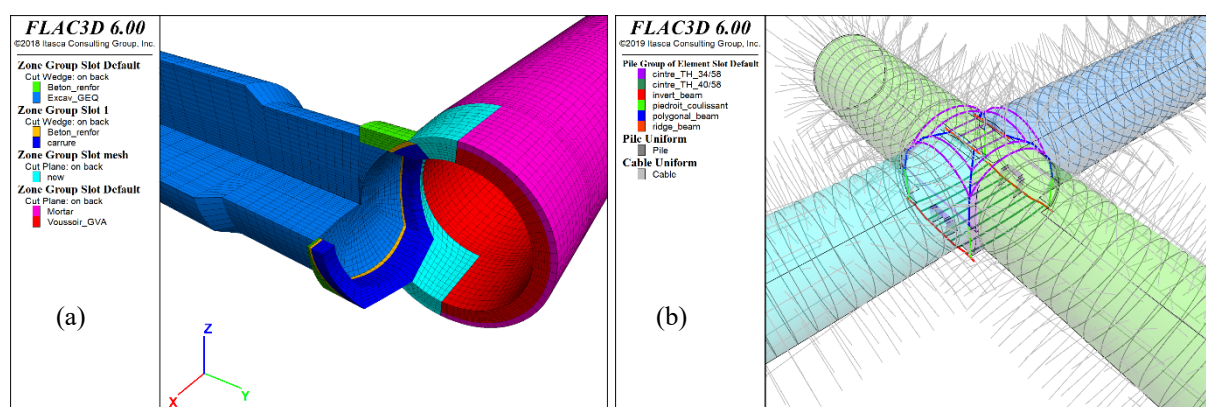 FLAC3D 6.00
©2018 Itasca Consulting Group, Inc.
Zone Group Slot Default
Cut Wedge: on back
Beton_renfor
Excav_GEQ
Zone Group Slot 1
Cut Wedge: on back
Beton_renfor
carrure
Zone Group Slot mesh
Cut Plane: on back
new
Zone Group Slot Default
Cut Plane: on back
Mortar
Voussoir_GVA
(a)
Z
X
Y
FLAC3D 6.00
©2019 Itasca Consulting Group, Inc.
Pile Group of Element Slot Default
cintre_TH_34/58
cintre_TH_40/58
invert_beam
piedroit_coulissant
polygonal_beam
ridge_beam
Pile Uniform
Pile
Cable Uniform
Cable
(b)